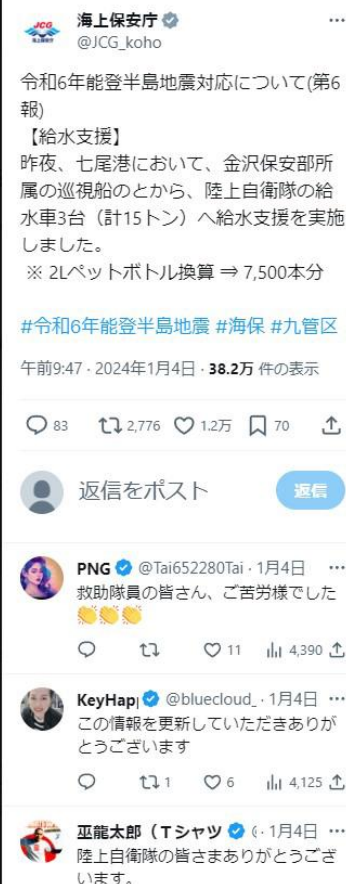 JCG
海上保安庁
海上保安庁
@JCG_koho
令和6年能登半島地震対応について(第6
報)
【給水支援】
昨夜、七尾港において、金沢保安部所
属の巡視船のとから、陸上自衛隊の給
水車3台（計15トン）へ給水支援を実施
しました。
※ 2Lペットボトル換算 ⇒ 7,500本分
#令和6年能登半島地震 #海保 #九管区
午前9:47 · 2024年1月4日 · 38.2万 件の表示
83 2,776 1.2万 70
返信をポスト 返信
PNG @Tai652280Tai · 1月4日
救助隊員の皆さん、ご苦労様でした
👏👏👏
11 4,390
KeyHap @bluecloud_ · 1月4日
この情報を更新していただきありが
とうございます
1 6 4,125
巫龍太郎（Tシャツ · 1月4日
陸上自衛隊の皆さまありがとうござ
います。